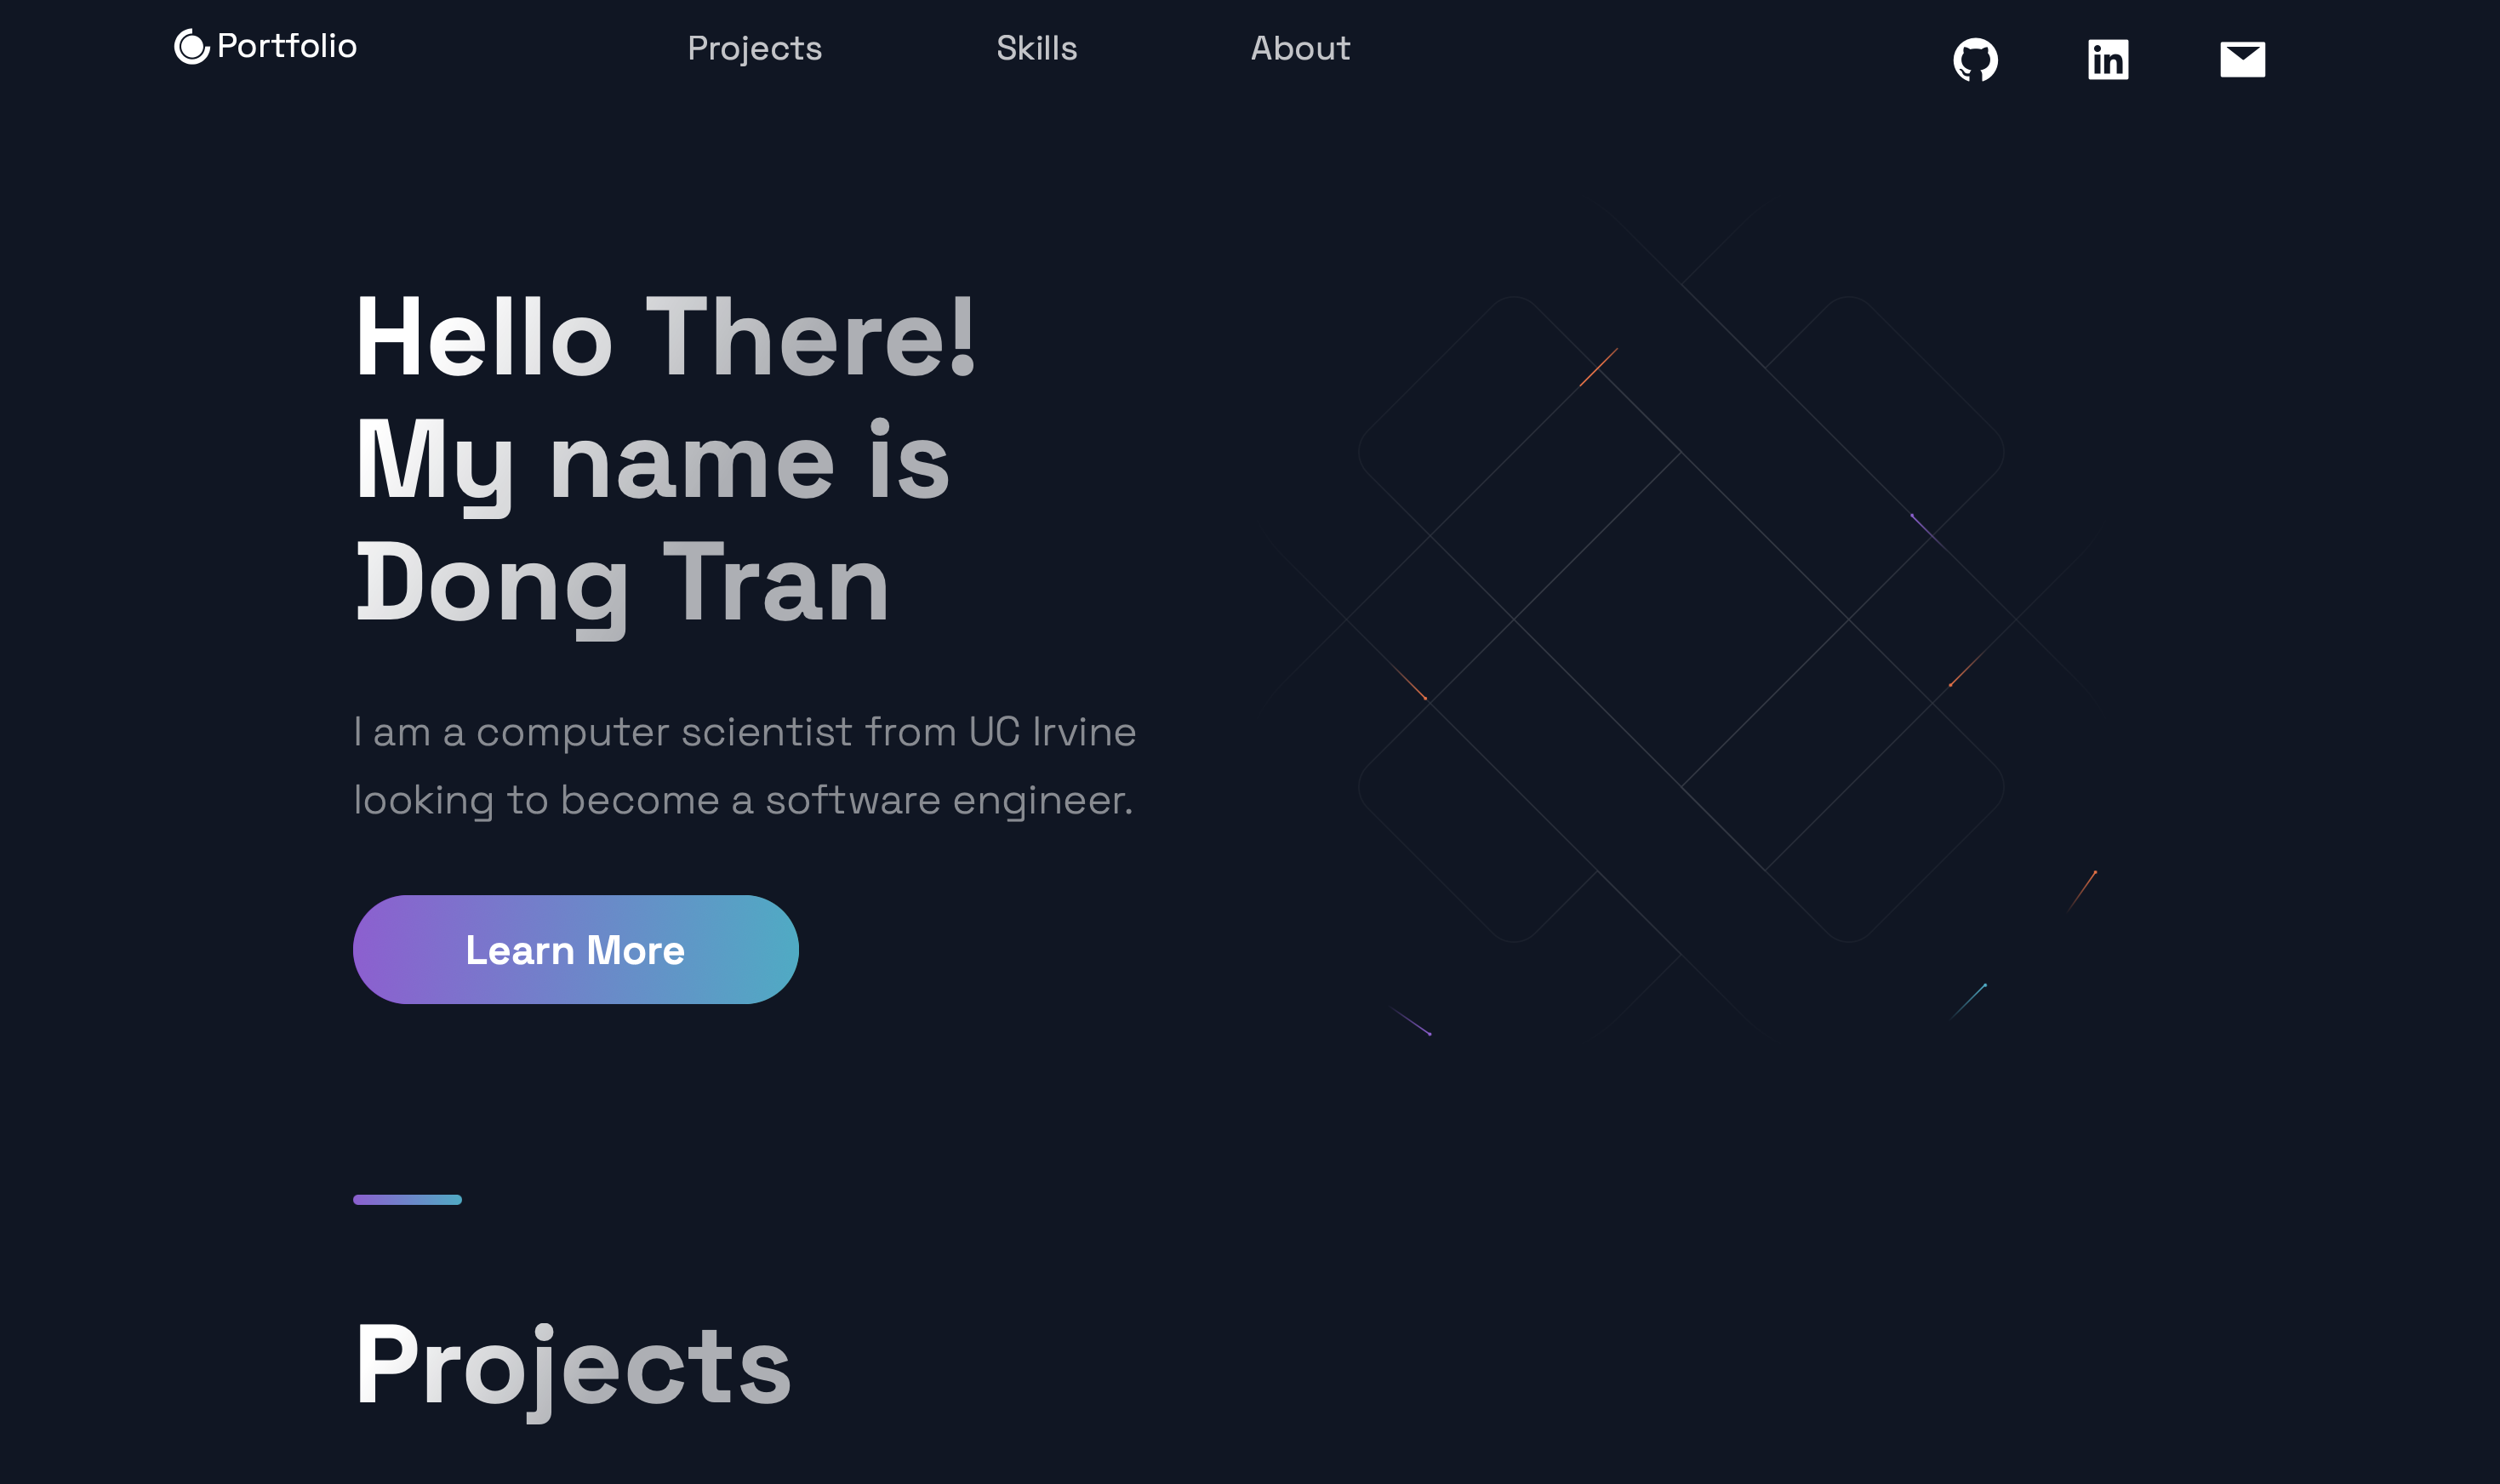 Portfolio
Projects
Skills
About
in
Hello There!
My name is
Dong Tran
I am a computer scientist from UC Irvine
looking to become a software engineer.
Learn More
Projects